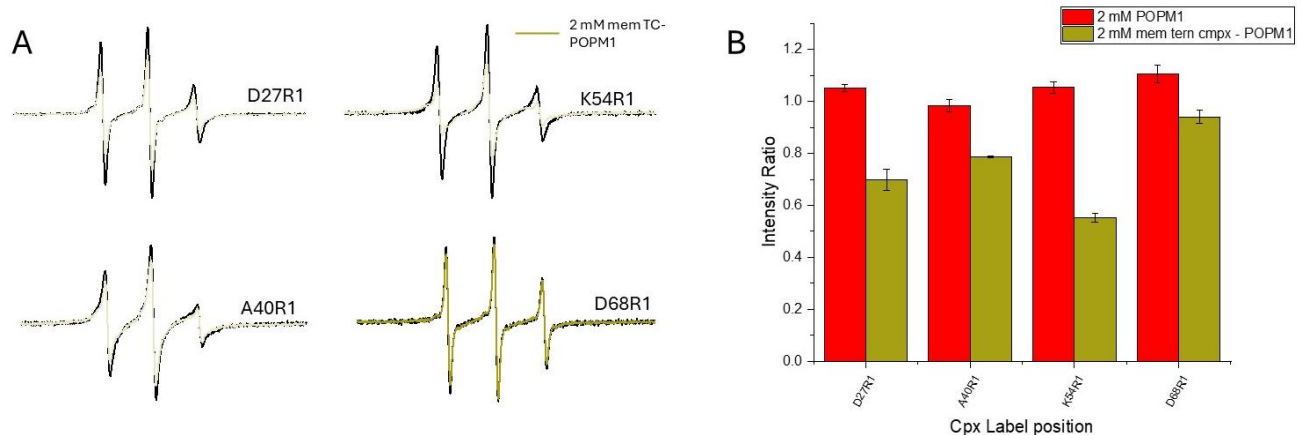 A
2 mM mem TC-
POPM1
D27R1
K54R1
A40R1
D68R1
B
2 mM POPM1
2 mM mem tern cmpx - POPM1
Intensity Ratio
1.2
1.0
0.8
0.6
0.4
0.2
0.0
D27R1
A40R1
K54R1
D68R1
Cpx Label position